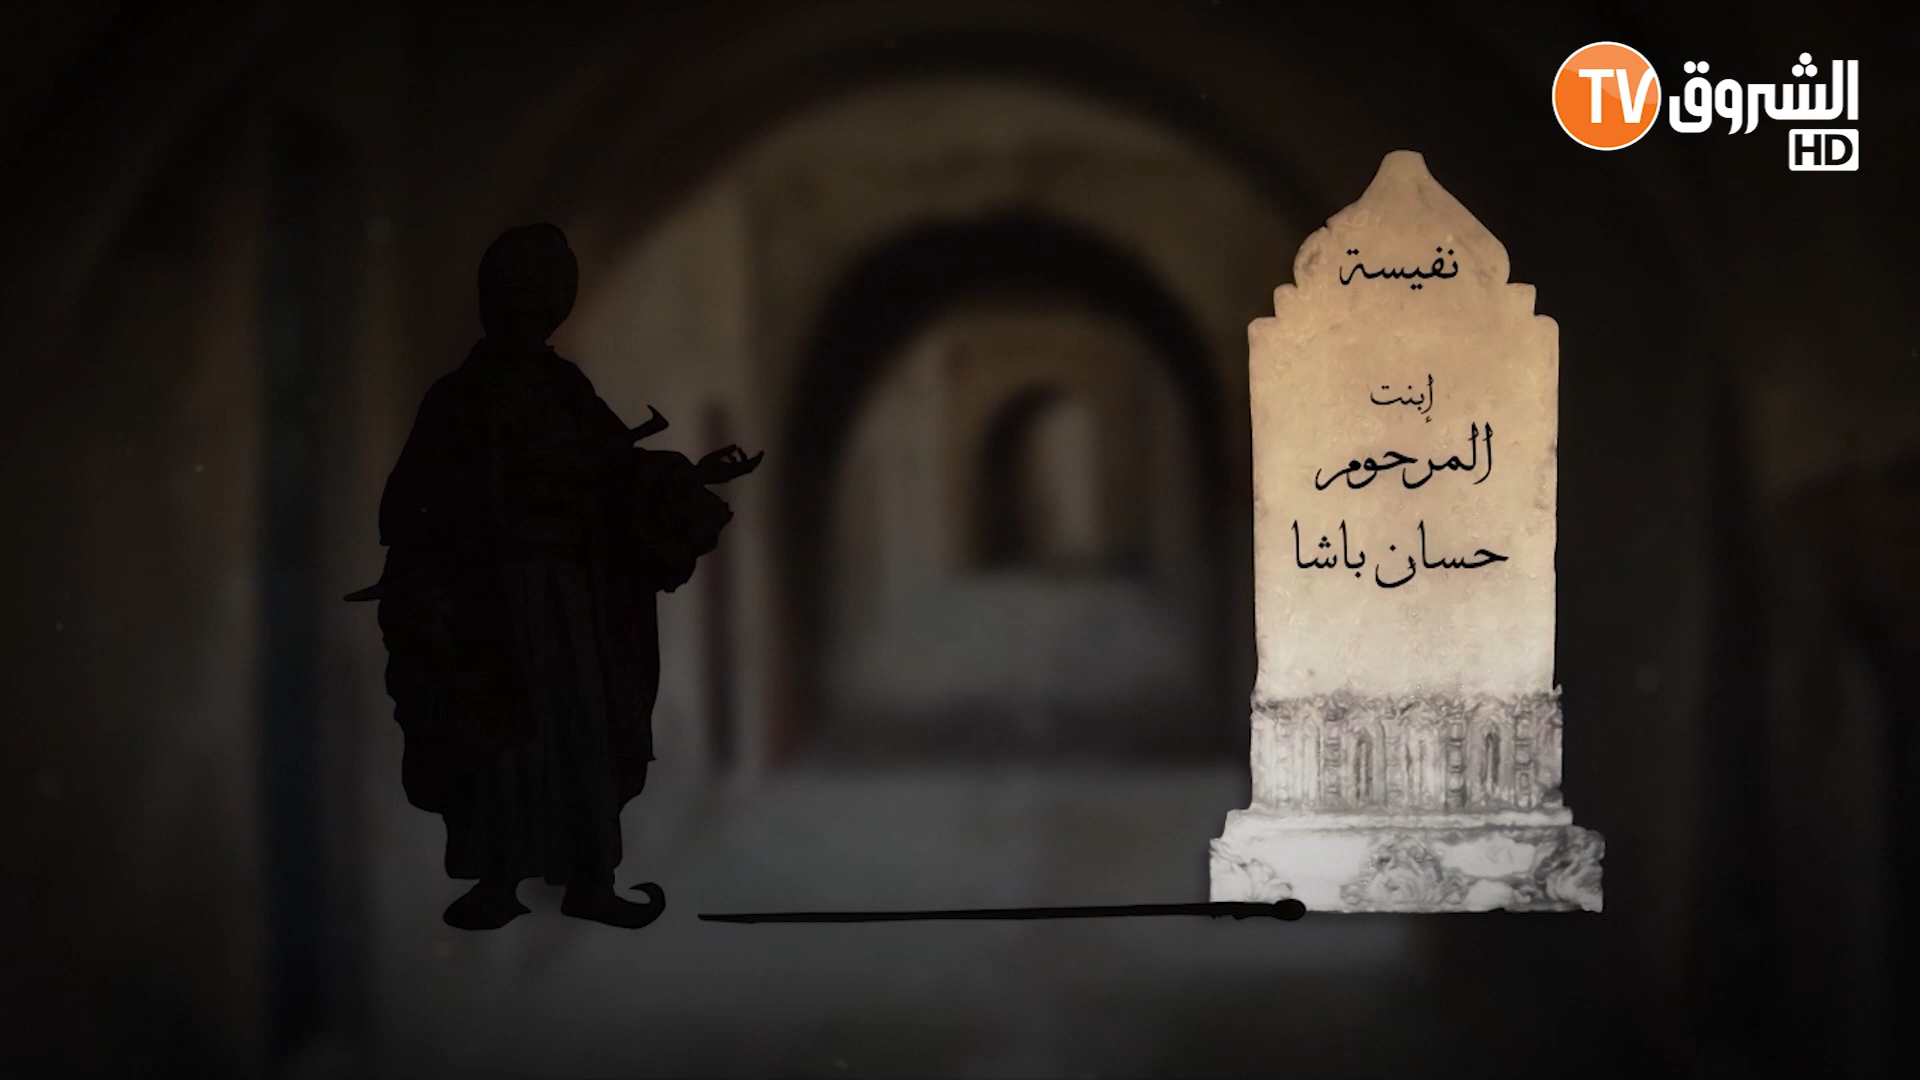 TV الشروق
HD
نفيسة
إبنت
المرحوم
حسان باشا